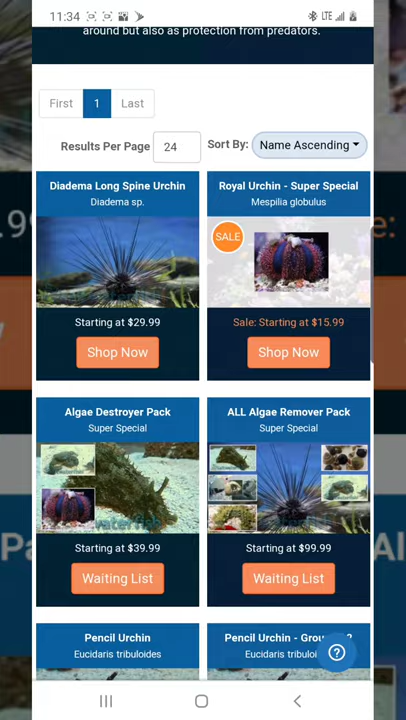 11:34
LTE
around but also as protection from predators.
First 1 Last
Results Per Page 24 Sort By: Name Ascending
Diadema Long Spine Urchin
Diadema sp.
Starting at $29.99
Shop Now
Royal Urchin - Super Special
Mespilia globulus
SALE
Sale: Starting at $15.99
Shop Now
Algae Destroyer Pack
Super Special
Starting at $39.99
Waiting List
ALL Algae Remover Pack
Super Special
Starting at $99.99
Waiting List
Pencil Urchin
Eucidaris tribuloides
Pencil Urchin - Gro
Eucidaris tribuloi
?